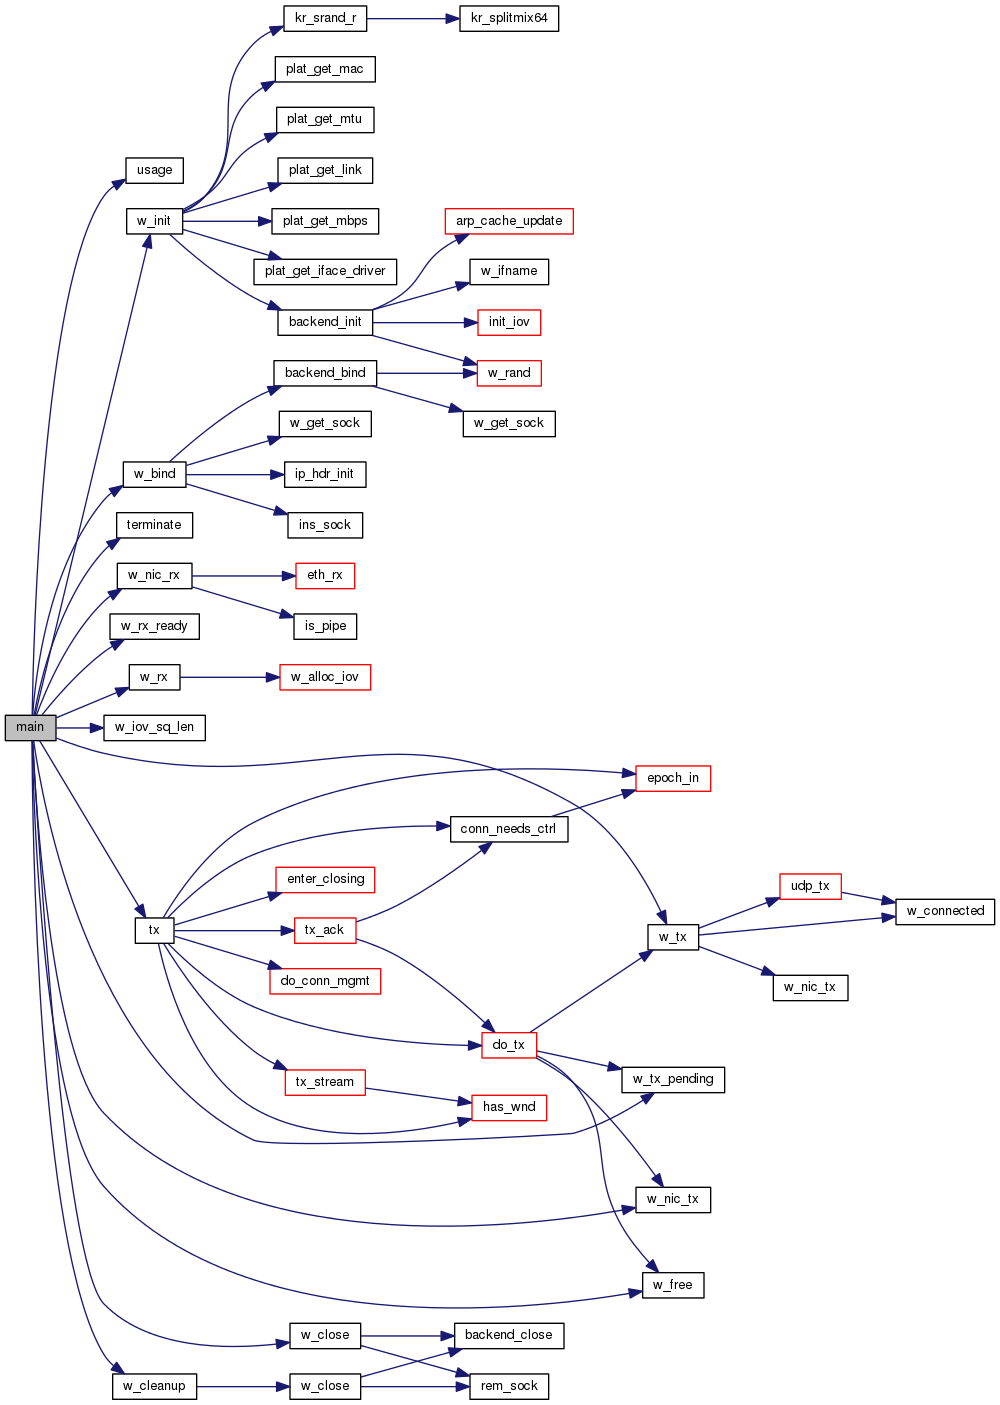 kr_srand_r
kr_splitmix64
plat_get_mac
plat_get_mtu
usage
plat_get_link
w_init
plat_get_mbps
arp_cache_update
plat_get_iface_driver
w_ifname
backend_init
init_iov
backend_bind
w_rand
w_get_sock
w_get_sock
w_bind
ip_hdr_init
terminate
ins_sock
w_nic_rx
eth_rx
w_rx_ready
is_pipe
w_rx
w_alloc_iov
main
w_iov_sq_len
epoch_in
conn_needs_ctrl
enter_closing
udp_tx
w_connected
tx
tx_ack
w_tx
do_conn_mgmt
w_nic_tx
do_tx
tx_stream
w_tx_pending
has_wnd
w_nic_tx
w_free
w_close
backend_close
w_cleanup
w_close
rem_sock